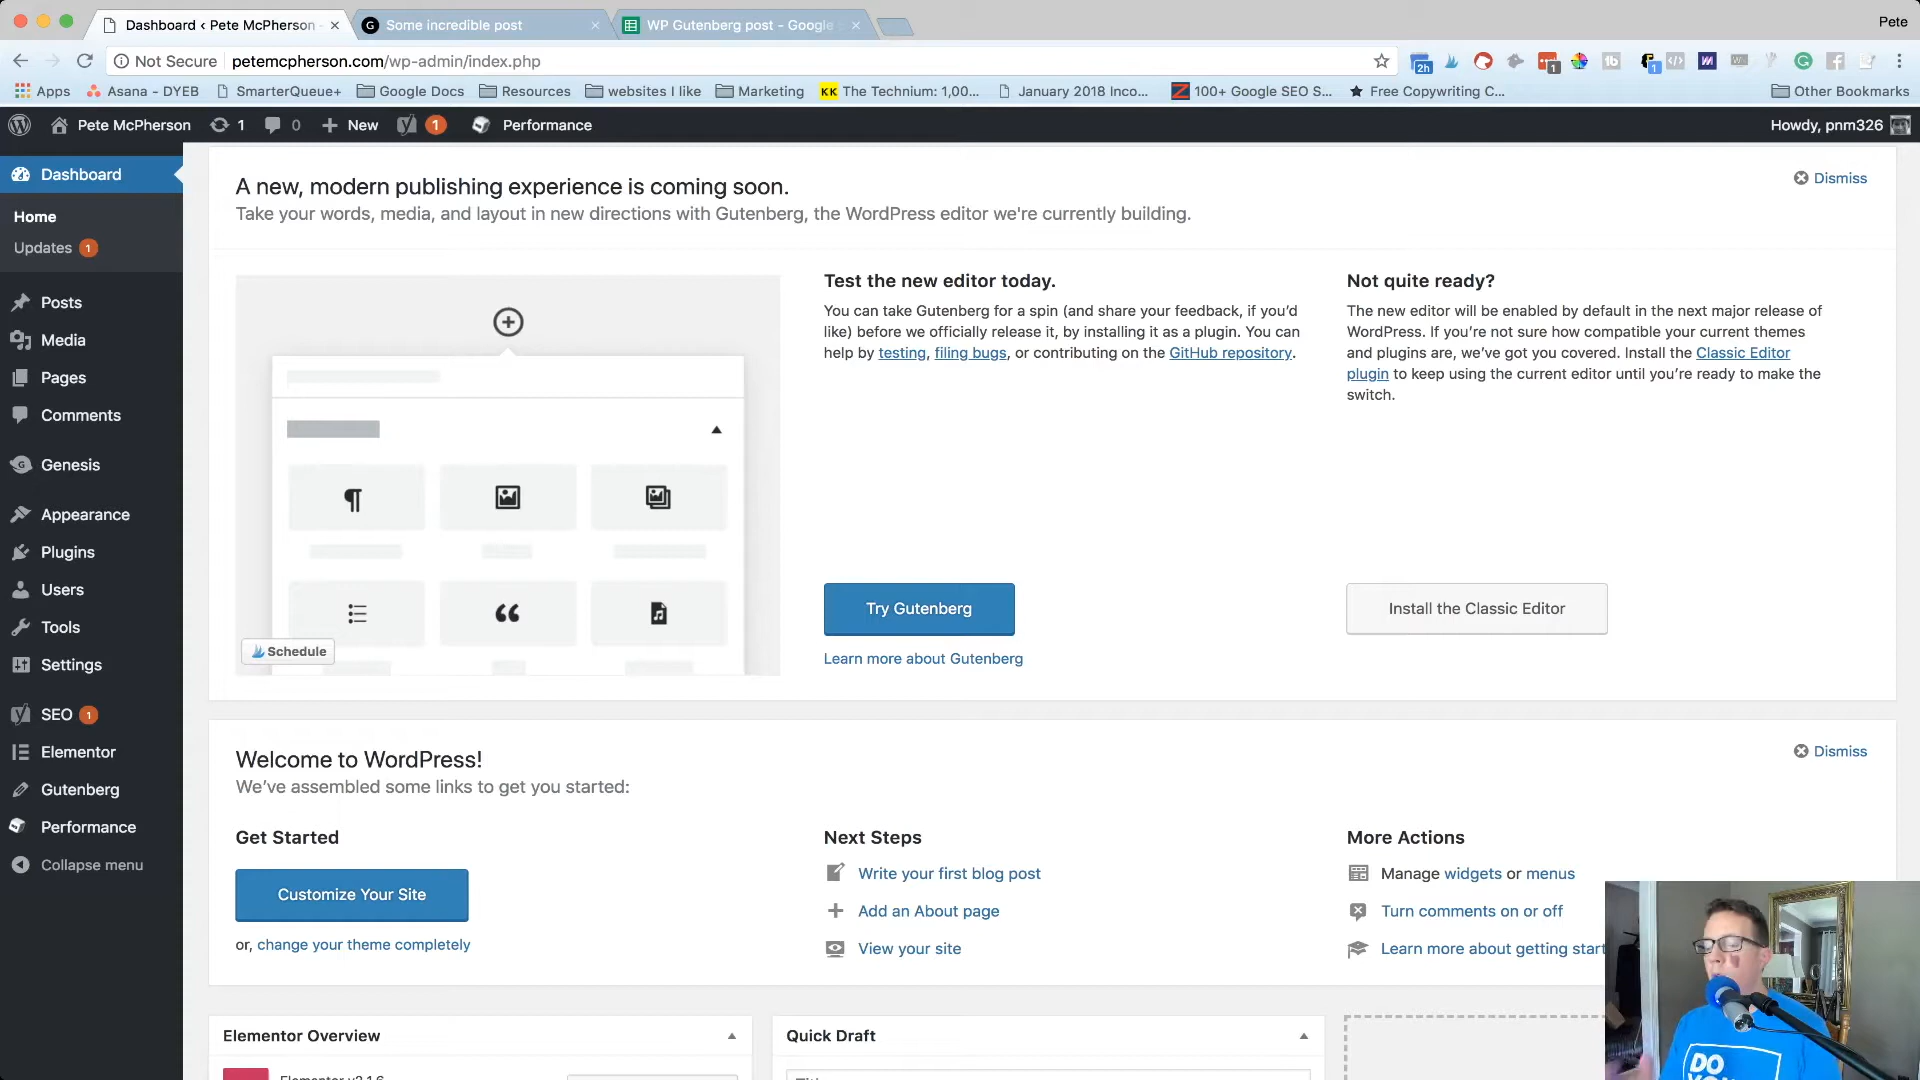 Dashboard ‹ Pete McPherson
Some incredible post
WP Gutenberg post - Google
Pete
Not Secure
petemcpherson.com/wp-admin/index.php
2h
1
1
Apps
Asana - DYEB
SmarterQueue+
Google Docs
Resources
websites I like
Marketing
KK
The Technium: 1,00...
January 2018 Inco...
100+ Google SEO S...
Free Copywriting C...
Other Bookmarks
Pete McPherson
1
0
New
1
Performance
Howdy, pnm326
Dashboard
Home
Updates 1
Posts
Media
Pages
Comments
Genesis
Appearance
Plugins
Users
Tools
Settings
SEO 1
Elementor
Gutenberg
Performance
Collapse menu
A new, modern publishing experience is coming soon.
Take your words, media, and layout in new directions with Gutenberg, the WordPress editor we're currently building.
Dismiss
Schedule
Test the new editor today.
You can take Gutenberg for a spin (and share your feedback, if you’d
like) before we officially release it, by installing it as a plugin. You can
help by testing, filing bugs, or contributing on the GitHub repository.
Try Gutenberg
Learn more about Gutenberg
Not quite ready?
The new editor will be enabled by default in the next major release of
WordPress. If you’re not sure how compatible your current themes
and plugins are, we’ve got you covered. Install the Classic Editor
plugin to keep using the current editor until you’re ready to make the
switch.
Install the Classic Editor
Welcome to WordPress!
We’ve assembled some links to get you started:
Dismiss
Get Started
Customize Your Site
or, change your theme completely
Next Steps
Write your first blog post
Add an About page
View your site
More Actions
Manage widgets or menus
Turn comments on or off
Learn more about getting start
Elementor Overview
Elementor v2.1.6
Quick Draft
DO
YOU